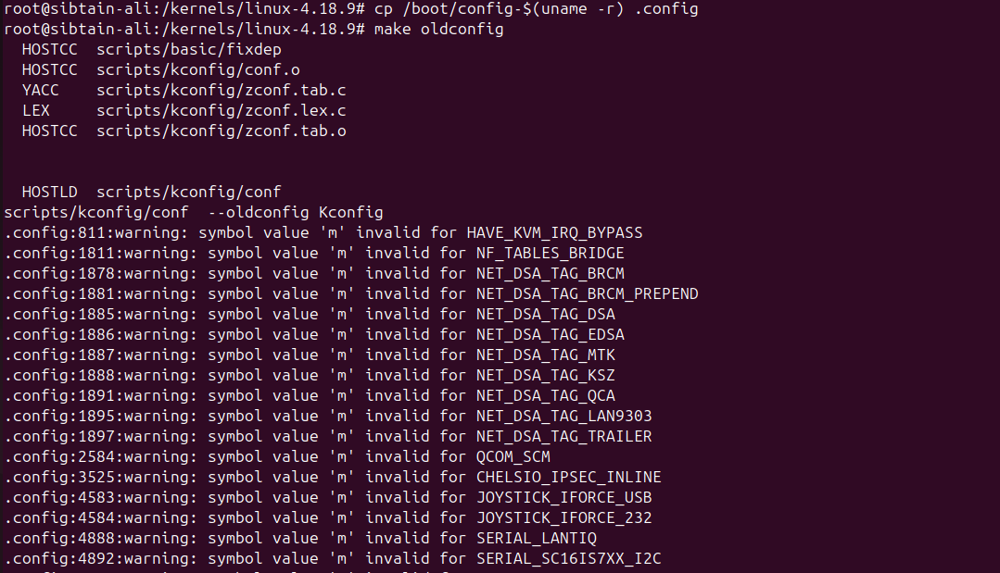 root@sibtain-ali:/kernels/linux-4.18.9# cp /boot/config-$(uname -r) .config
root@sibtain-ali:/kernels/linux-4.18.9# make oldconfig
  HOSTCC  scripts/basic/fixdep
  HOSTCC  scripts/kconfig/conf.o
  YACC    scripts/kconfig/zconf.tab.c
  LEX     scripts/kconfig/zconf.lex.c
  HOSTCC  scripts/kconfig/zconf.tab.o
  HOSTLD  scripts/kconfig/conf
scripts/kconfig/conf  --oldconfig Kconfig
.config:811:warning: symbol value 'm' invalid for HAVE_KVM_IRQ_BYPASS
.config:1811:warning: symbol value 'm' invalid for NF_TABLES_BRIDGE
.config:1878:warning: symbol value 'm' invalid for NET_DSA_TAG_BRCM
.config:1881:warning: symbol value 'm' invalid for NET_DSA_TAG_BRCM_PREPEND
.config:1885:warning: symbol value 'm' invalid for NET_DSA_TAG_DSA
.config:1886:warning: symbol value 'm' invalid for NET_DSA_TAG_EDSA
.config:1887:warning: symbol value 'm' invalid for NET_DSA_TAG_MTK
.config:1888:warning: symbol value 'm' invalid for NET_DSA_TAG_KSZ
.config:1891:warning: symbol value 'm' invalid for NET_DSA_TAG_QCA
.config:1895:warning: symbol value 'm' invalid for NET_DSA_TAG_LAN9303
.config:1897:warning: symbol value 'm' invalid for NET_DSA_TAG_TRAILER
.config:2584:warning: symbol value 'm' invalid for QCOM_SCM
.config:3525:warning: symbol value 'm' invalid for CHELSIO_IPSEC_INLINE
.config:4583:warning: symbol value 'm' invalid for JOYSTICK_IFORCE_USB
.config:4584:warning: symbol value 'm' invalid for JOYSTICK_IFORCE_232
.config:4888:warning: symbol value 'm' invalid for SERIAL_LANTIQ
.config:4892:warning: symbol value 'm' invalid for SERIAL_SC16IS7XX_I2C